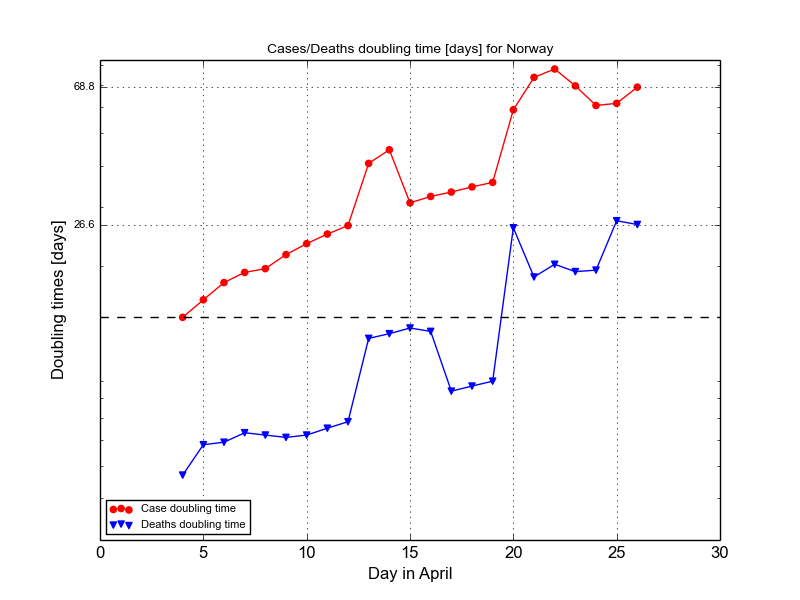 Cases/Deaths doubling time [days] for Norway
68.8
26.6
Doubling times [days]
Case doubling time
Deaths doubling time
0 5 10 15 20 25 30
Day in April